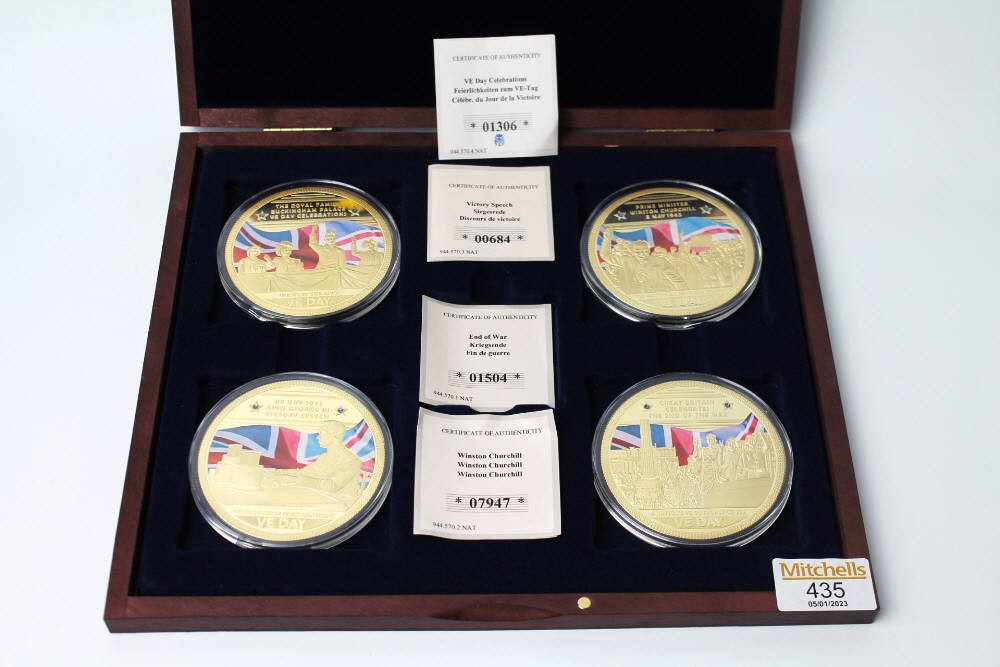 CERTIFICATE OF AUTHENTICITY
VE Day Celebrations
Feierlichkeiten zum VE-Tag
Célébr. du Jour de la Victoire
* 01306 *
944.570.4 NAT
CERTIFICATE OF AUTHENTICITY
Victory Speech
Siegesrede
Discours de victoire
* 00684 *
944.570.3 NAT
CERTIFICATE OF AUTHENTICITY
End of War
Kriegsende
Fin de guerre
* 01504 *
944.570.1 NAT
CERTIFICATE OF AUTHENTICITY
Winston Churchill
Winston Churchill
Winston Churchill
* 07947 *
944.570.2 NAT
THE ROYAL FAMILY
BUCKINGHAM PALACE
VE DAY CELEBRATIONS
VE DAY
PRIME MINISTER
WINSTON CHURCHILL
8 MAY 1945
VE DAY
VE DAY 1945
KING GEORGE VI
VICTORY SPEECH
VE DAY
GREAT BRITAIN
CELEBRATES
THE END OF THE WAR
VE DAY
Mitchells
435
05/01/2023